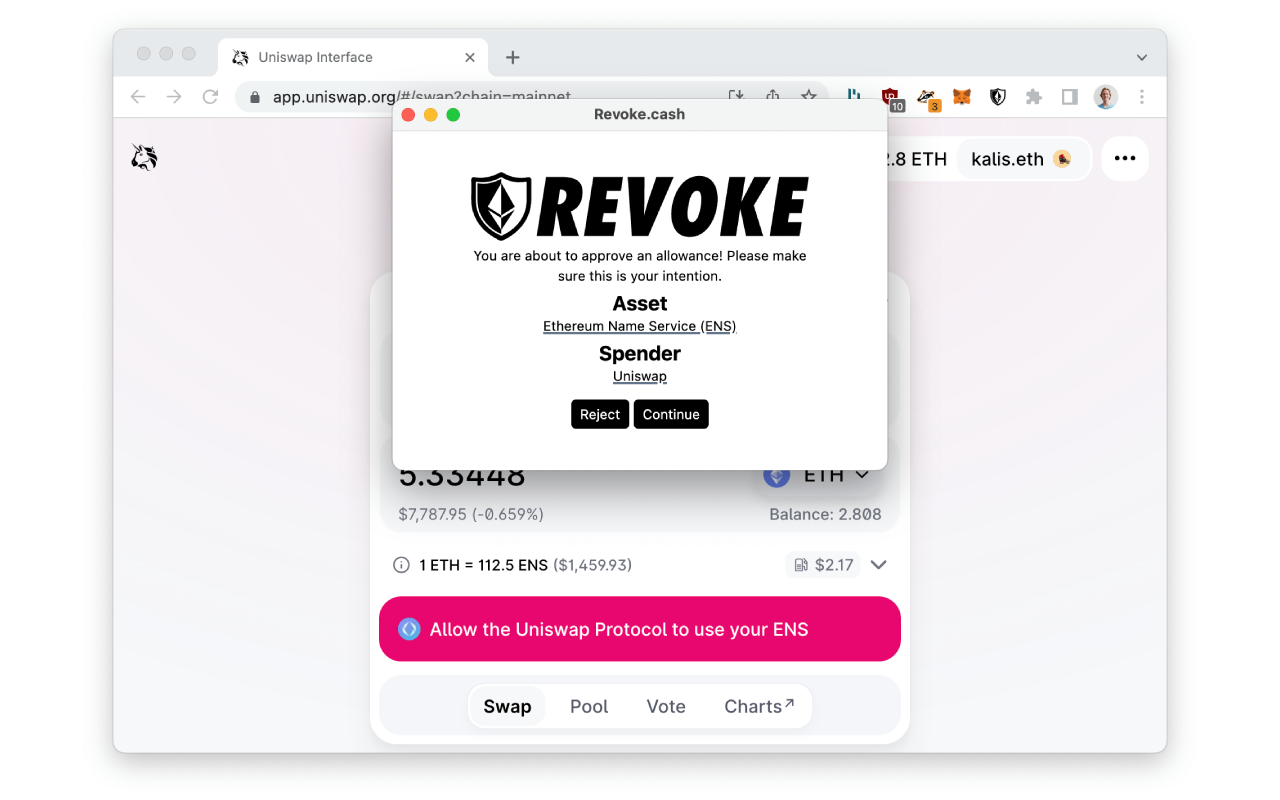 Uniswap Interface
app.uniswap.org/#/swap?chain=mainnet
10
3
Revoke.cash
2.8 ETH
kalis.eth
REVOKE
You are about to approve an allowance! Please make
sure this is your intention.
Asset
Ethereum Name Service (ENS)
Spender
Uniswap
Reject Continue
5.33448
ETH
$7,787.95 (-0.659%)
Balance: 2.808
1 ETH = 112.5 ENS ($1,459.93)
$2.17
Allow the Uniswap Protocol to use your ENS
Swap Pool Vote Charts↗